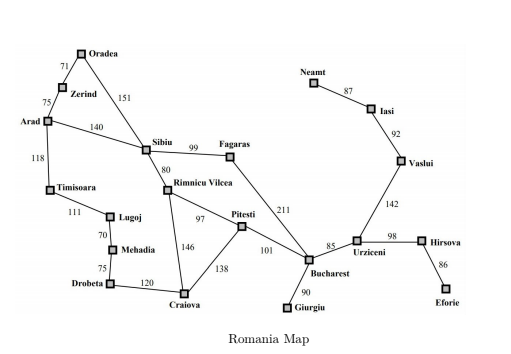 Oradea
71
Neamt
Zerind
87
75
151
Iasi
Arad
140
92
Sibiu
99
Fagaras
118
Vaslui
80
Timisoara
Rimnicu Vilcea
111
Lugoj
97
Pitesti
211
142
70
146
101
85
98
Hirsova
Mehadia
138
Urziceni
86
75
Bucharest
Drobeta
120
90
Craiova
Giurgiu
Eforie
Romania Map